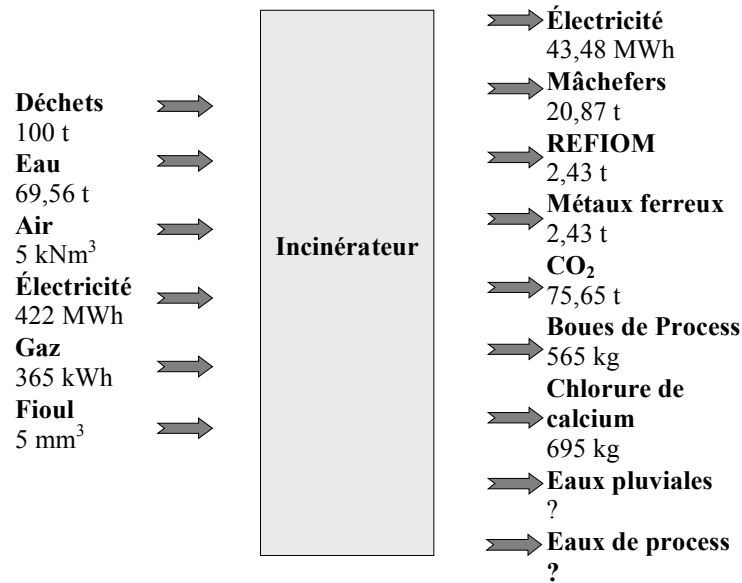 Déchets
100 t
Eau
69,56 t
Air
5 kNm³
Électricité
422 MWh
Gaz
365 kWh
Fioul
5 mm³
Incinérateur
Électricité
43,48 MWh
Mâchefers
20,87 t
REFIOM
2,43 t
Métaux ferreux
2,43 t
CO₂
75,65 t
Boues de Process
565 kg
Chlorure de
calcium
695 kg
Eaux pluviales
?
Eaux de process
?